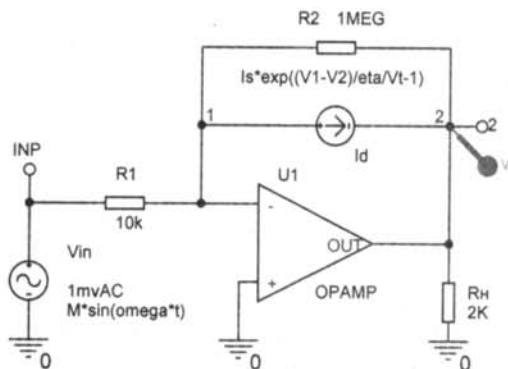 R2 1MEG
Is*exp((V1-V2)/eta/Vt-1)
1
2
2
Id
V
INP
R1
10k
U1
-
OUT
+
OPAMP
Vin
1mvAC
M*sin(omega*t)
RH
2K
0
0
0